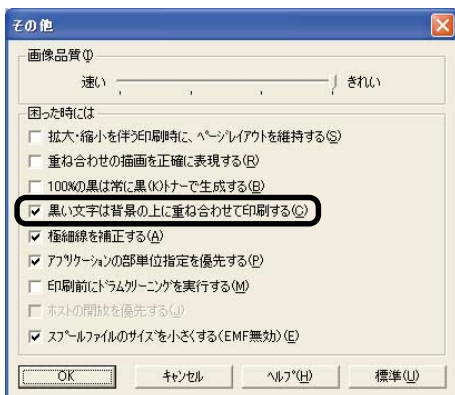 その他
画像品質(I)
速い
きれい
困った時には
拡大・縮小を伴う印刷時に、ページレイアウトを維持する(S)
重ね合わせの描画を正確に表現する(R)
100%の黒は常に黒(K)トナーで生成する(B)
黒い文字は背景の上に重ね合わせて印刷する(C)
極細線を補正する(A)
アプリケーションの部単位指定を優先する(P)
印刷前にドラムクリーニングを実行する(M)
ホストの開放を優先する(J)
スプールファイルのサイズを小さくする(EMF無効)(E)
OK
キャンセル
ヘルプ(H)
標準(U)